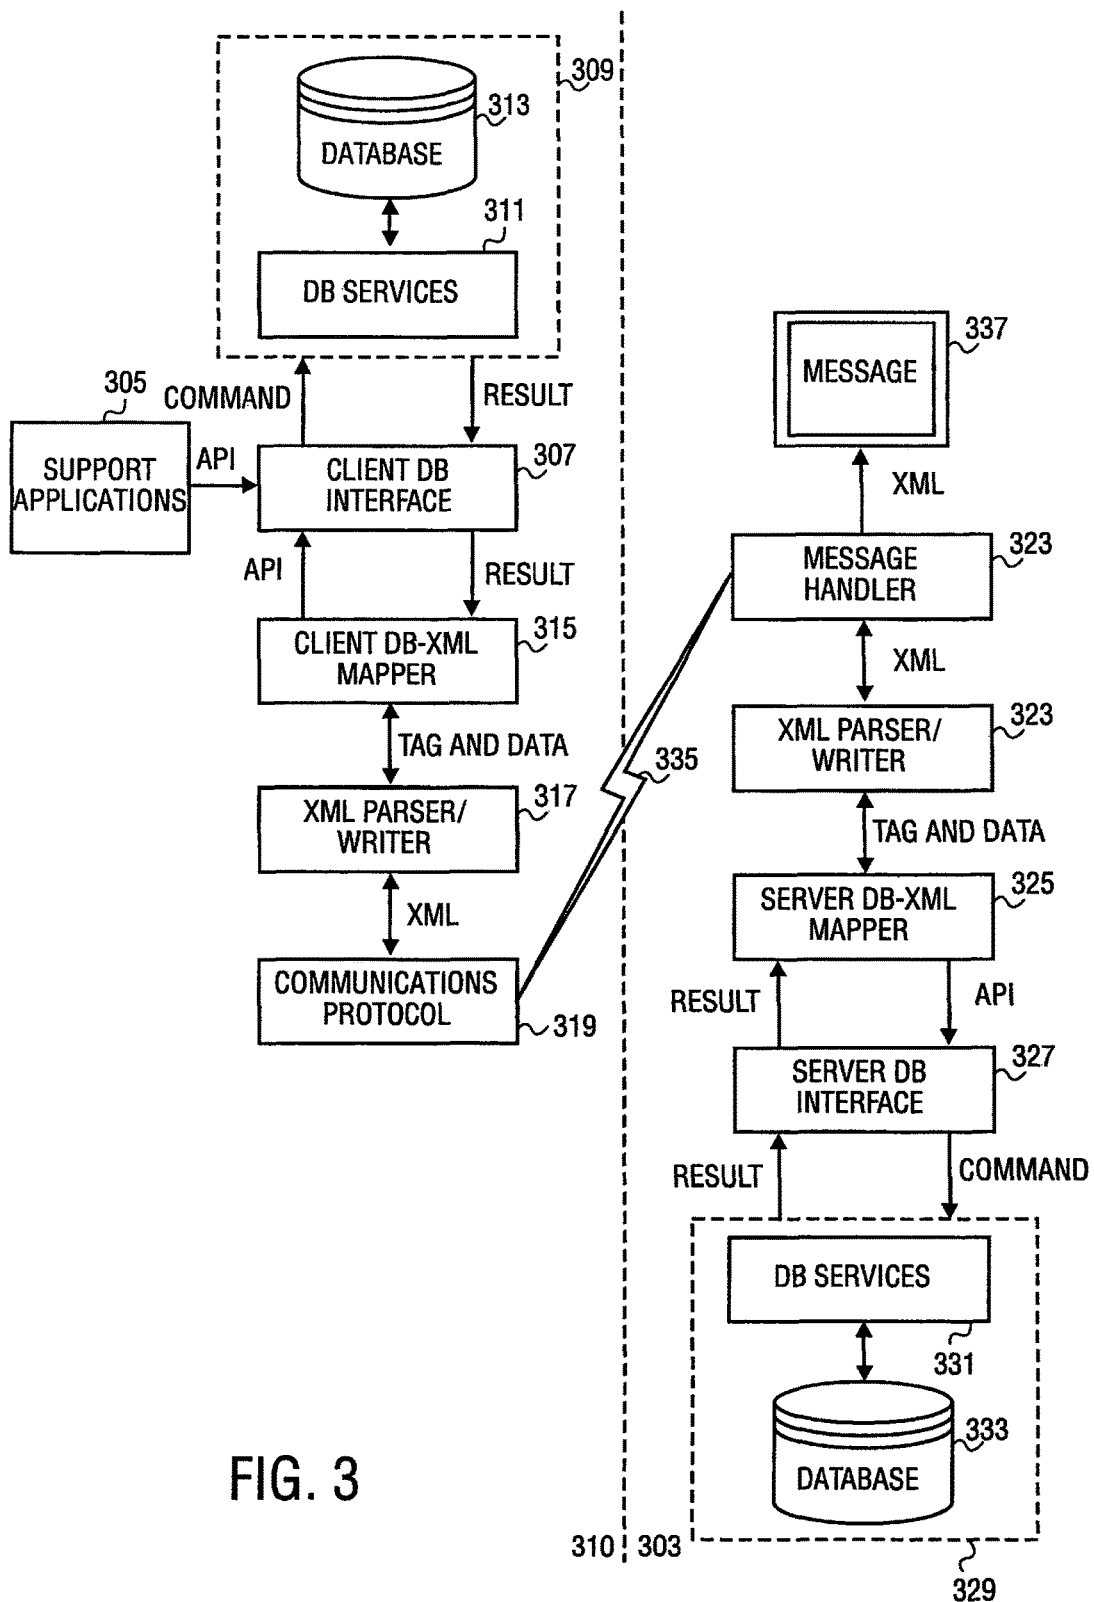 309
313
DATABASE
311
DB SERVICES
COMMAND
RESULT
305
SUPPORT
APPLICATIONS
API
CLIENT DB
INTERFACE
307
API
RESULT
CLIENT DB-XML
MAPPER
315
TAG AND DATA
XML PARSER/
WRITER
317
XML
COMMUNICATIONS
PROTOCOL
319
335
337
MESSAGE
XML
MESSAGE
HANDLER
323
XML
XML PARSER/
WRITER
323
TAG AND DATA
SERVER DB-XML
MAPPER
325
RESULT
API
SERVER DB
INTERFACE
327
RESULT
COMMAND
DB SERVICES
331
333
DATABASE
329
310
303
FIG. 3